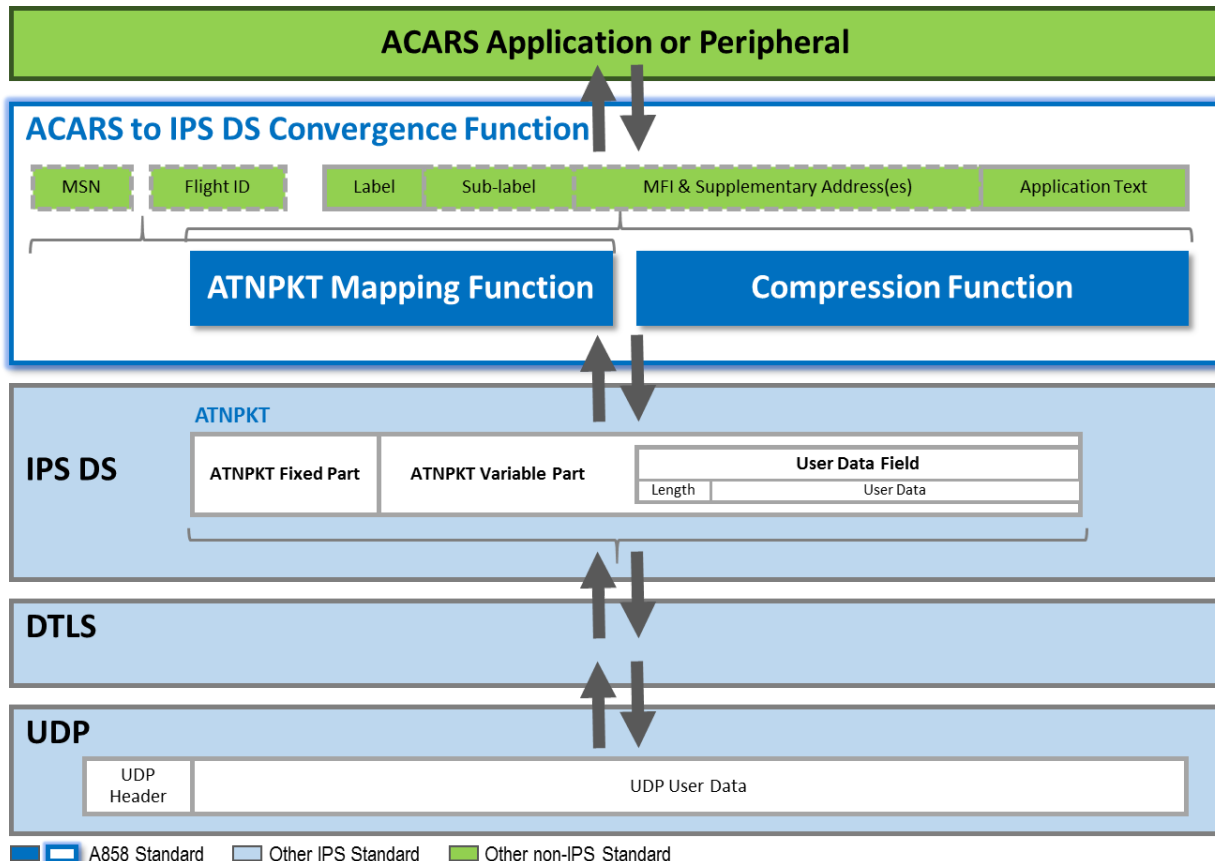 ACARS Application or Peripheral
ACARS to IPS DS Convergence Function
MSN Flight ID Label Sub-label MFI & Supplementary Address(es) Application Text
ATNPKT Mapping Function Compression Function
ATNPKT
IPS DS
ATNPKT Fixed Part ATNPKT Variable Part User Data Field
Length User Data
DTLS
UDP
UDP
Header
UDP User Data
A858 Standard Other IPS Standard Other non-IPS Standard